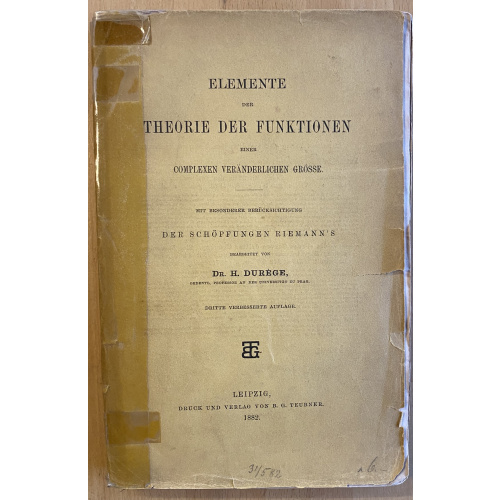 ELEMENTE
DER
THEORIE DER FUNKTIONEN
EINER
COMPLEXEN VERÄNDERLICHEN GRÖSSE.
MIT BESONDERER BERÜCKSICHTIGUNG
DER SCHÖPFUNGEN RIEMANN'S
BEARBEITET VON
DR. H. DURÈGE,
ORDENTL. PROFESSOR AN DER UNIVERSITÄT ZU PRAG.
DRITTE VERBESSERTE AUFLAGE.
LEIPZIG,
DRUCK UND VERLAG VON B. G. TEUBNER.
1882.